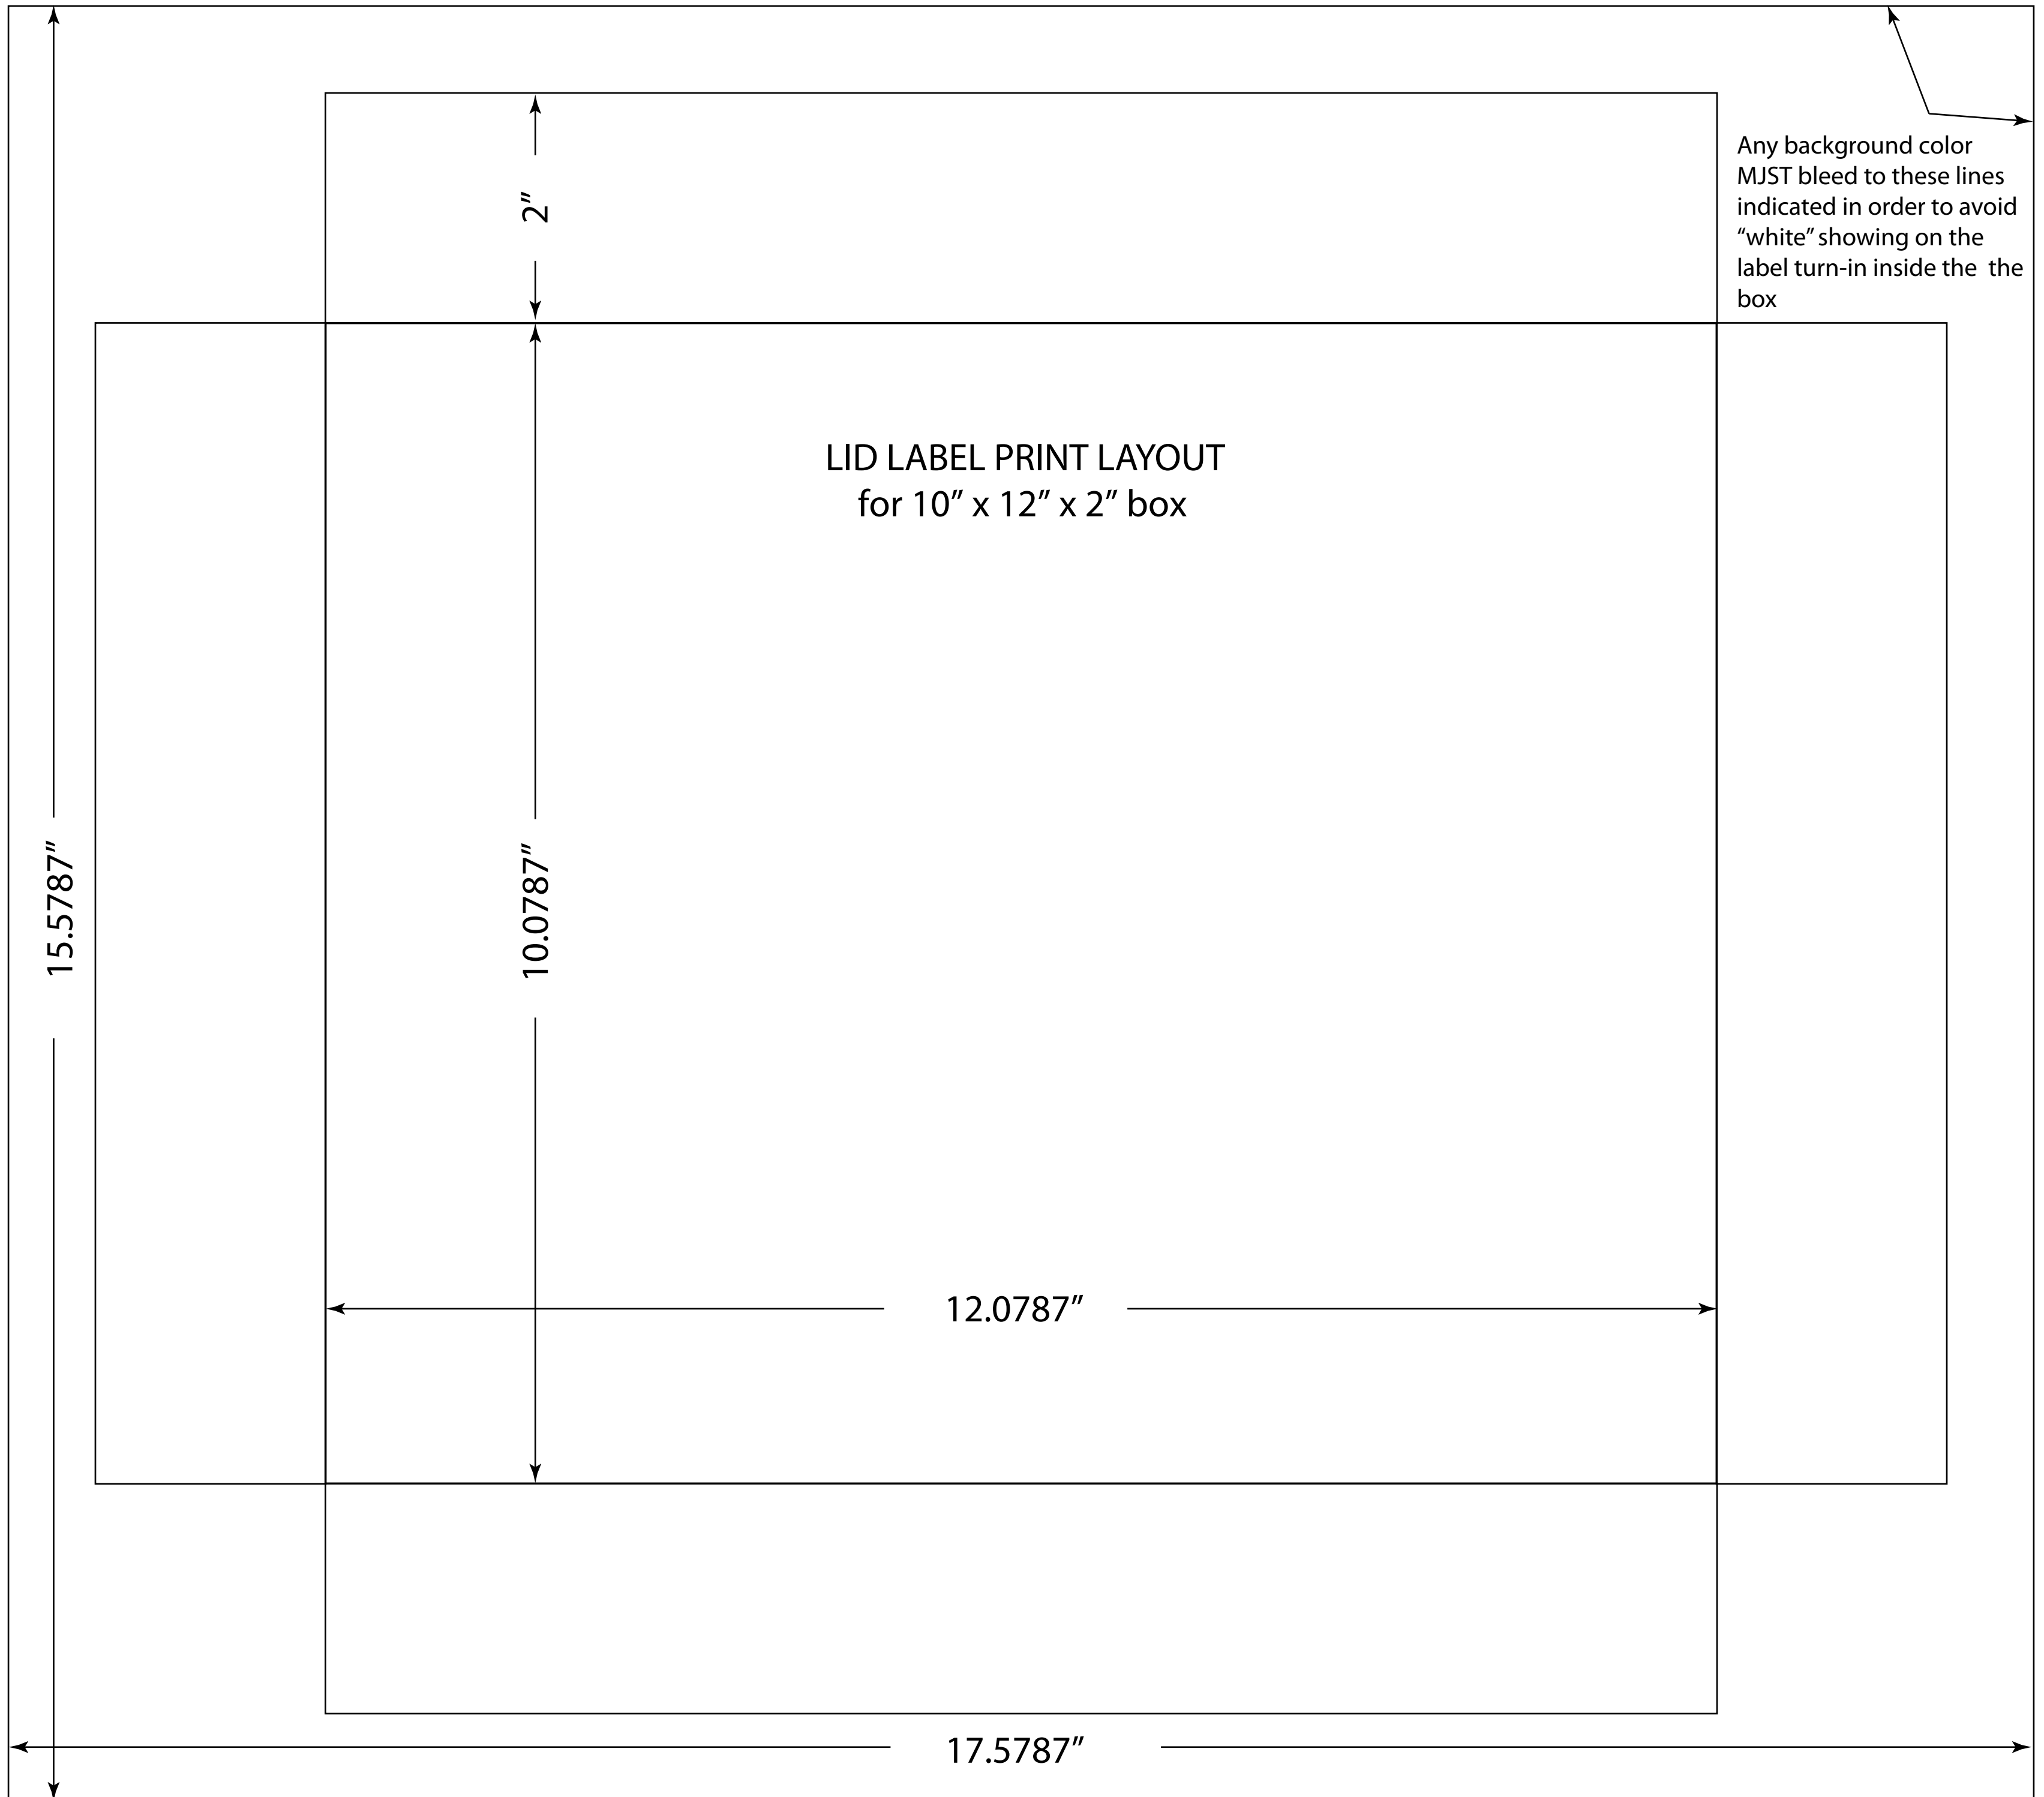 2”
Any background color
MJST bleed to these lines
indicated in order to avoid
“white” showing on the
label turn-in inside the  the
box
LID LABEL PRINT LAYOUT
for 10” x 12” x 2” box
15.5787”
10.0787”
12.0787”
17.5787”